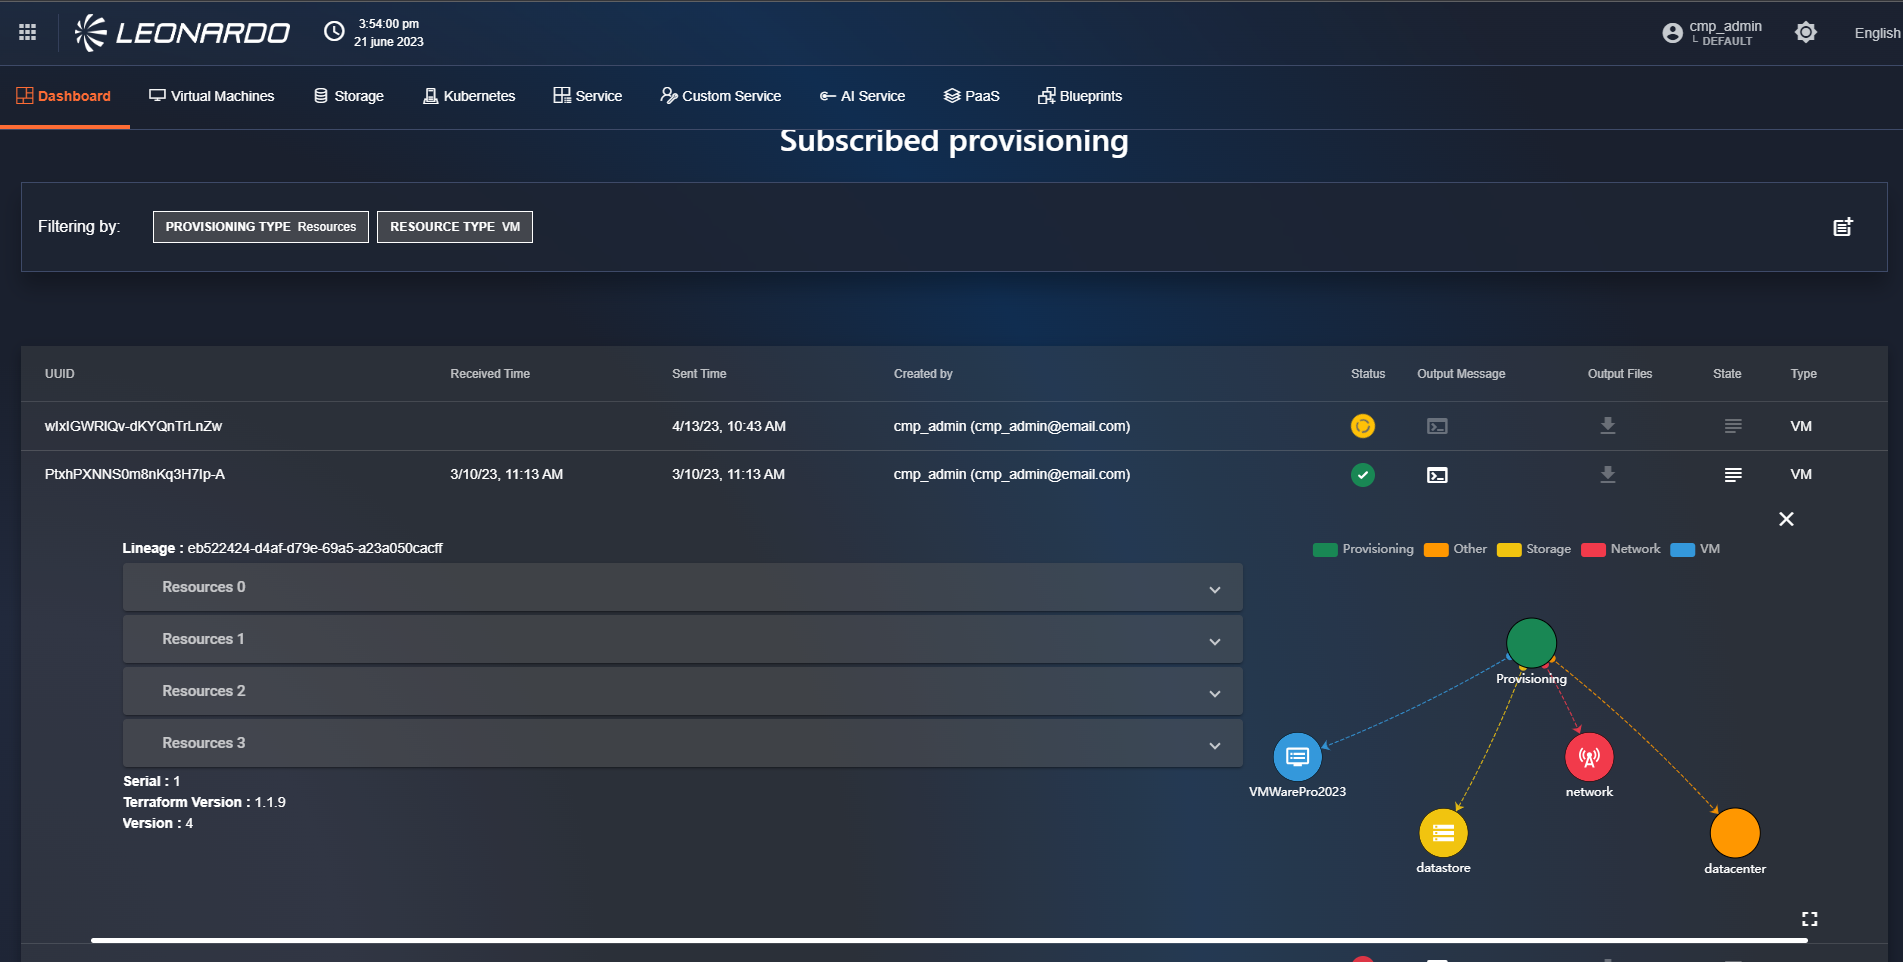 LEONARDO
3:54:00 pm
21 june 2023
cmp_admin
└ DEFAULT
English
Dashboard
Virtual Machines
Storage
Kubernetes
Service
Custom Service
AI Service
PaaS
Blueprints
Subscribed provisioning
Filtering by:
PROVISIONING TYPE Resources
RESOURCE TYPE VM
UUID Received Time Sent Time Created by Status Output Message Output Files State Type
wIxIGWRIQv-dKYQnTrLnZw 4/13/23, 10:43 AM cmp_admin (cmp_admin@email.com) VM
PtxhPXNNS0m8nKq3H7Ip-A 3/10/23, 11:13 AM 3/10/23, 11:13 AM cmp_admin (cmp_admin@email.com) VM
Lineage : eb522424-d4af-d79e-69a5-a23a050cacff
Resources 0
Resources 1
Resources 2
Resources 3
Serial : 1
Terraform Version : 1.1.9
Version : 4
Provisioning Other Storage Network VM
Provisioning
VMWarePro2023
network
datastore
datacenter